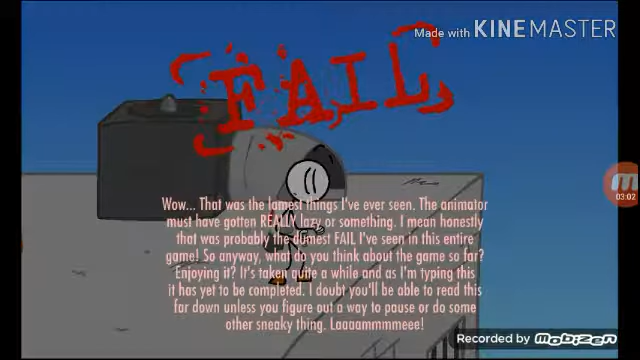 Made with KINEMASTER
FAIL
Wow... That was the lamest things I've ever seen. The animator
must have gotten REALLY lazy or something. I mean honestly
that was probably the dumest FAIL I've seen in this entire
game! So anyway, what do you think about the game so far?
Enjoying it? It's taken quite a while and as I'm typing this
it has yet to be completed. I doubt you'll be able to read this
far down unless you figure out a way to pause or do some
other sneaky thing. Laaaammmmeee!
03:02
Recorded by mobizen